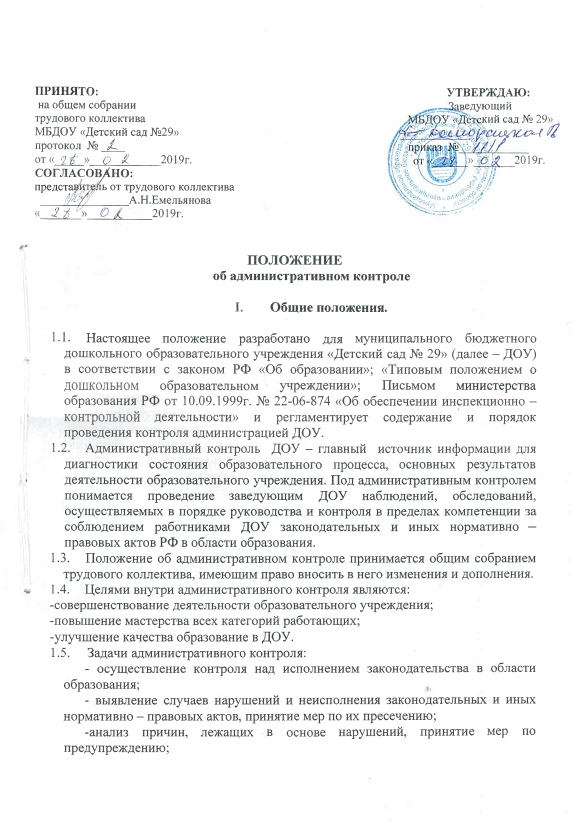 ПРИНЯТО:
на общем собрании
трудового коллектива
МБДОУ «Детский сад №29»
протокол № 2
от « 28 » 02 2019г.
СОГЛАСОВАНО:
представитель от трудового коллектива
А.Н.Емельянова
« 28 » 02 2019г.
УТВЕРЖДАЮ:
Заведующий
МБДОУ «Детский сад № 29»
приказ №
от « 28 » 02 2019г.
ПОЛОЖЕНИЕ
об административном контроле
I. Общие положения.
1.1. Настоящее положение разработано для муниципального бюджетного
дошкольного образовательного учреждения «Детский сад № 29» (далее – ДОУ)
в соответствии с законом РФ «Об образовании»; «Типовым положением о
дошкольном образовательном учреждении»; Письмом министерства
образования РФ от 10.09.1999г. № 22-06-874 «Об обеспечении инспекционно –
контрольной деятельности» и регламентирует содержание и порядок
проведения контроля администрацией ДОУ.
1.2. Административный контроль ДОУ – главный источник информации для
диагностики состояния образовательного процесса, основных результатов
деятельности образовательного учреждения. Под административным контролем
понимается проведение заведующим ДОУ наблюдений, обследований,
осуществляемых в порядке руководства и контроля в пределах компетенции за
соблюдением работниками ДОУ законодательных и иных нормативно –
правовых актов РФ в области образования.
1.3. Положение об административном контроле принимается общим собранием
трудового коллектива, имеющим право вносить в него изменения и дополнения.
1.4. Целями внутри административного контроля являются:
-совершенствование деятельности образовательного учреждения;
-повышение мастерства всех категорий работающих;
-улучшение качества образование в ДОУ.
1.5. Задачи административного контроля:
- осуществление контроля над исполнением законодательства в области
образования;
- выявление случаев нарушений и неисполнения законодательных и иных
нормативно – правовых актов, принятие мер по их пресечению;
-анализ причин, лежащих в основе нарушений, принятие мер по
предупреждению;